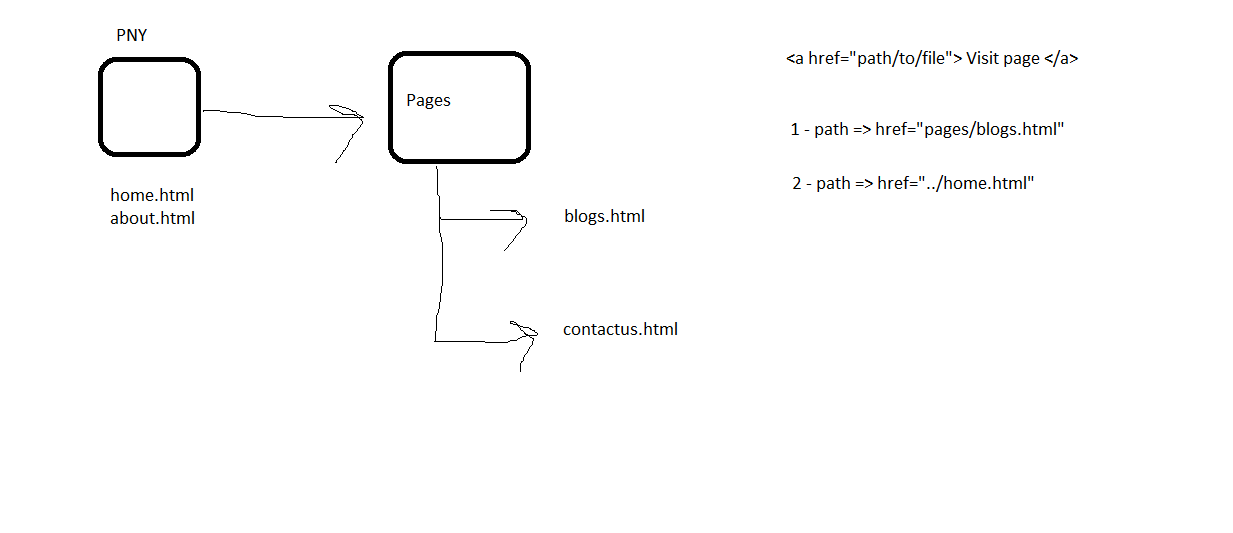 PNY
Pages
home.html
about.html
blogs.html
contactus.html
<a href="path/to/file"> Visit page </a>
1 - path => href="pages/blogs.html"
2 - path => href="../home.html"